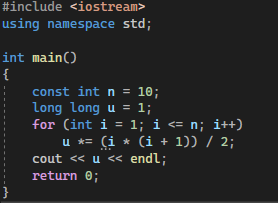 #include <iostream>
using namespace std;
int main()
{
    const int n = 10;
    long long u = 1;
    for (int i = 1; i <= n; i++)
        u *= (i * (i + 1)) / 2;
    cout << u << endl;
    return 0;
}